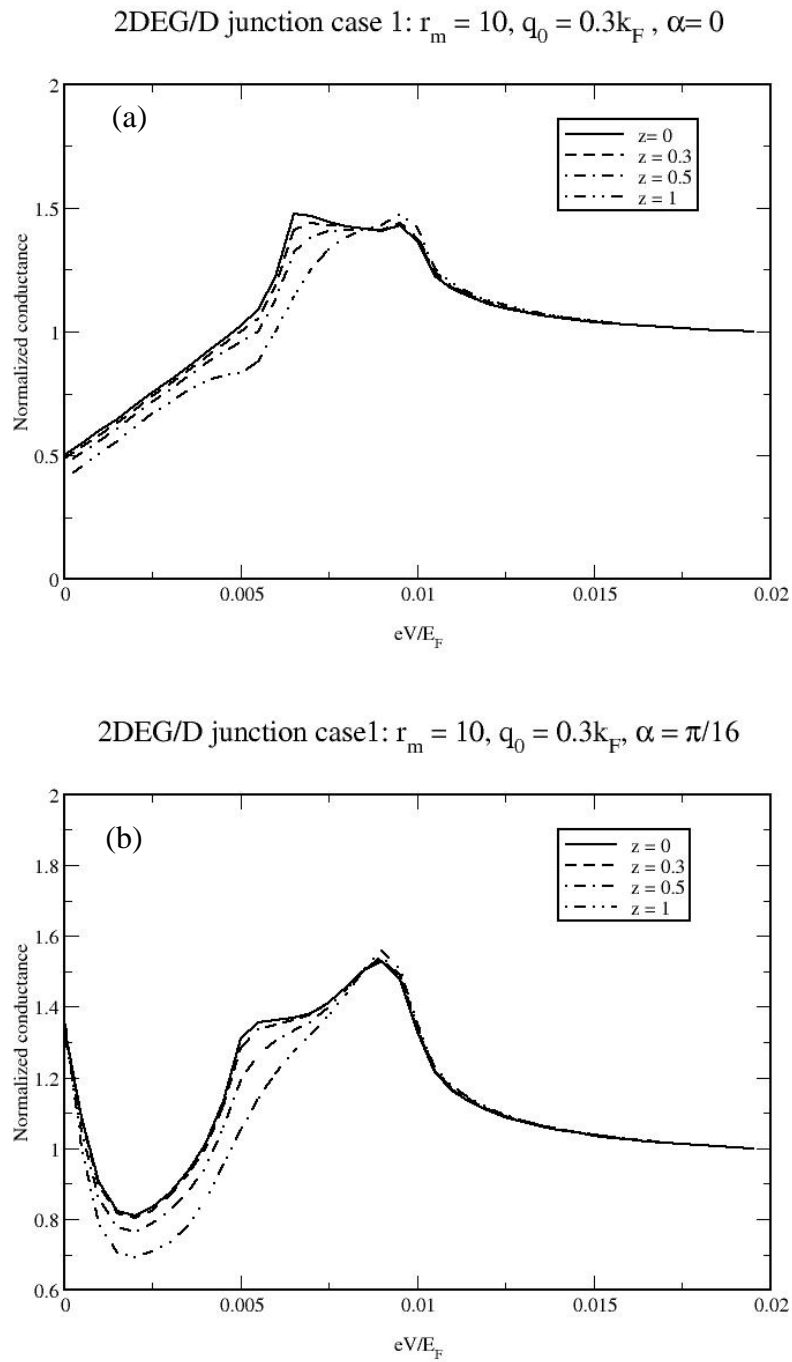 2DEG/D junction case 1: r_m = 10, q_0 = 0.3k_F , α= 0
2
(a)
z= 0
z = 0.3
z = 0.5
z = 1
1.5
Normalized conductance
1
0.5
0
0 0.005 0.01 0.015 0.02
eV/E_F
2DEG/D junction case1: r_m = 10, q_0 = 0.3k_F, α = π/16
2
(b)
z = 0
z = 0.3
z = 0.5
z = 1
1.8
1.6
1.4
Normalized conductance
1.2
1
0.8
0.6
0 0.005 0.01 0.015 0.02
eV/E_F